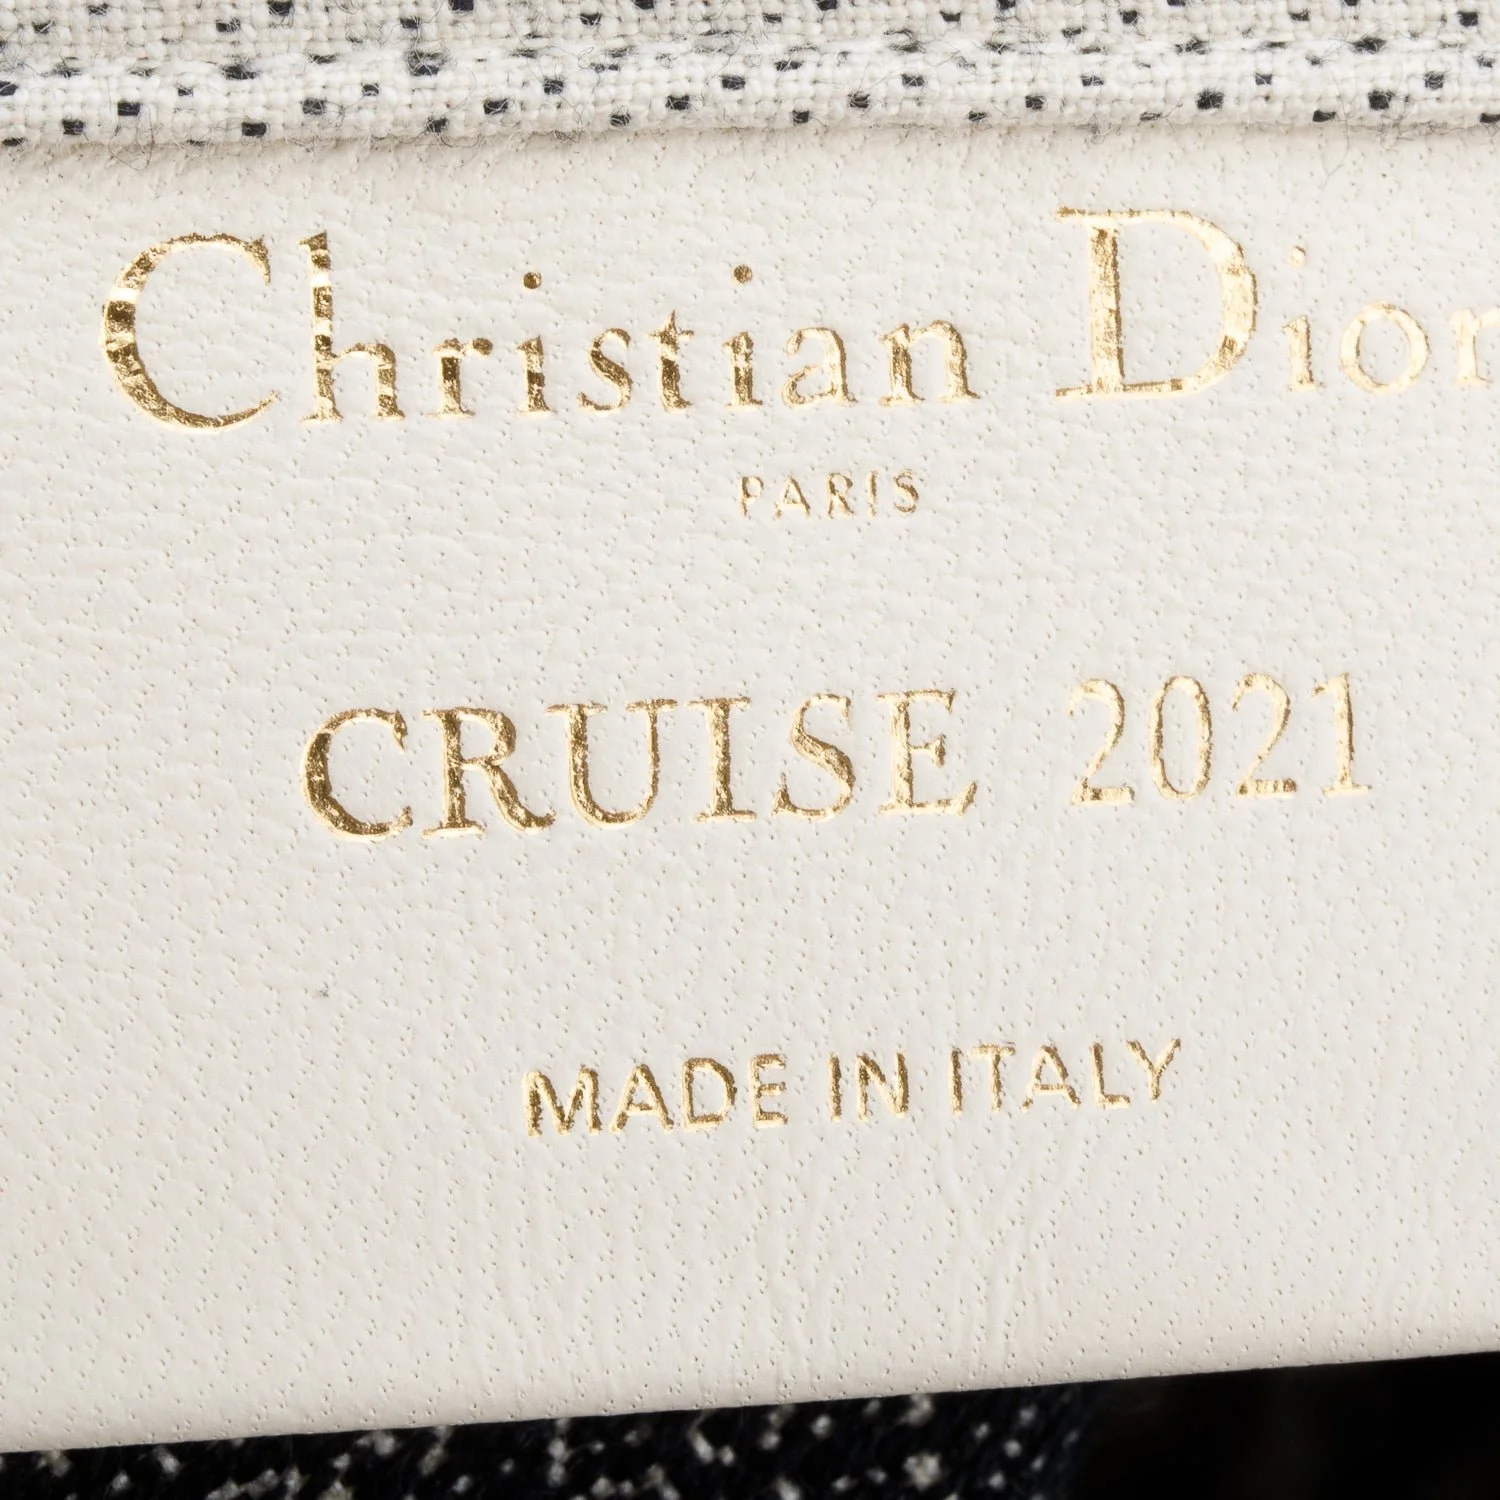 Christian Dior
PARIS
CRUISE 2021
MADE IN ITALY